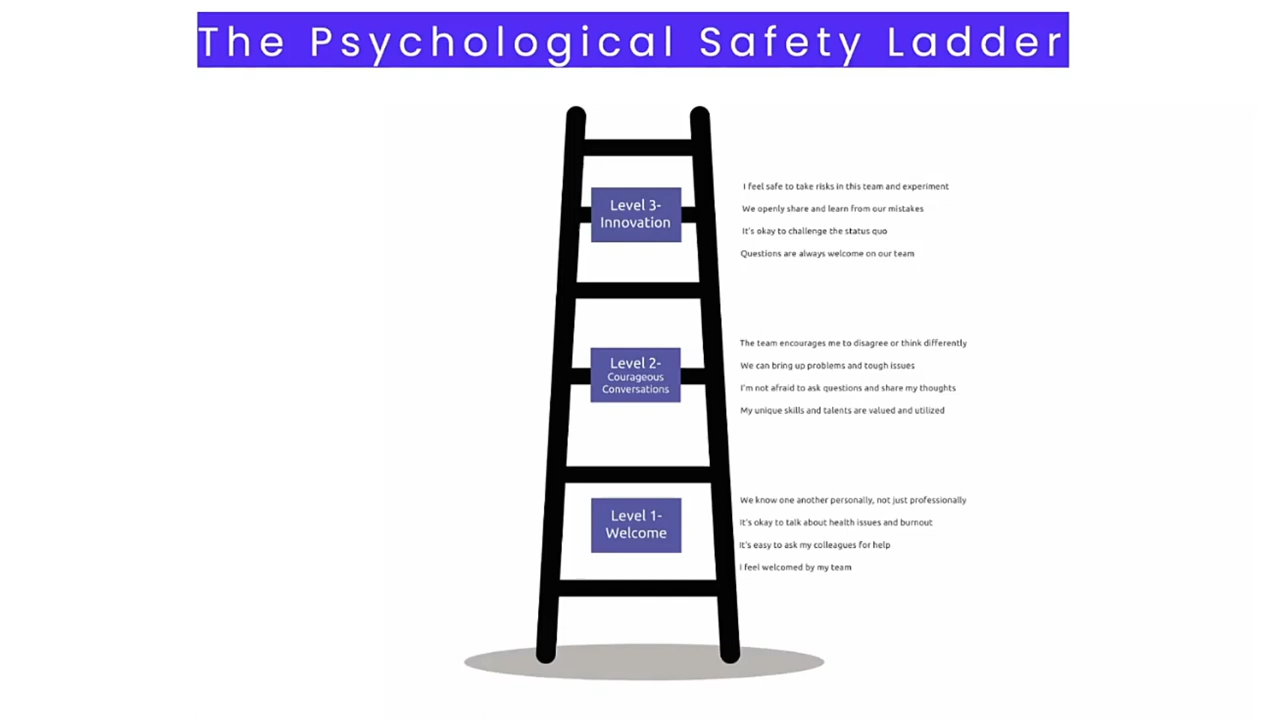 The Psychological Safety Ladder
Level 3-
Innovation
I feel safe to take risks in this team and experiment
We openly share and learn from our mistakes
It's okay to challenge the status quo
Questions are always welcome on our team
Level 2-
Courageous
Conversations
The team encourages me to disagree or think differently
We can bring up problems and tough issues
I'm not afraid to ask questions and share my thoughts
My unique skills and talents are valued and utilized
Level 1-
Welcome
We know one another personally, not just professionally
It's okay to talk about health issues and burnout
It's easy to ask my colleagues for help
I feel welcomed by my team